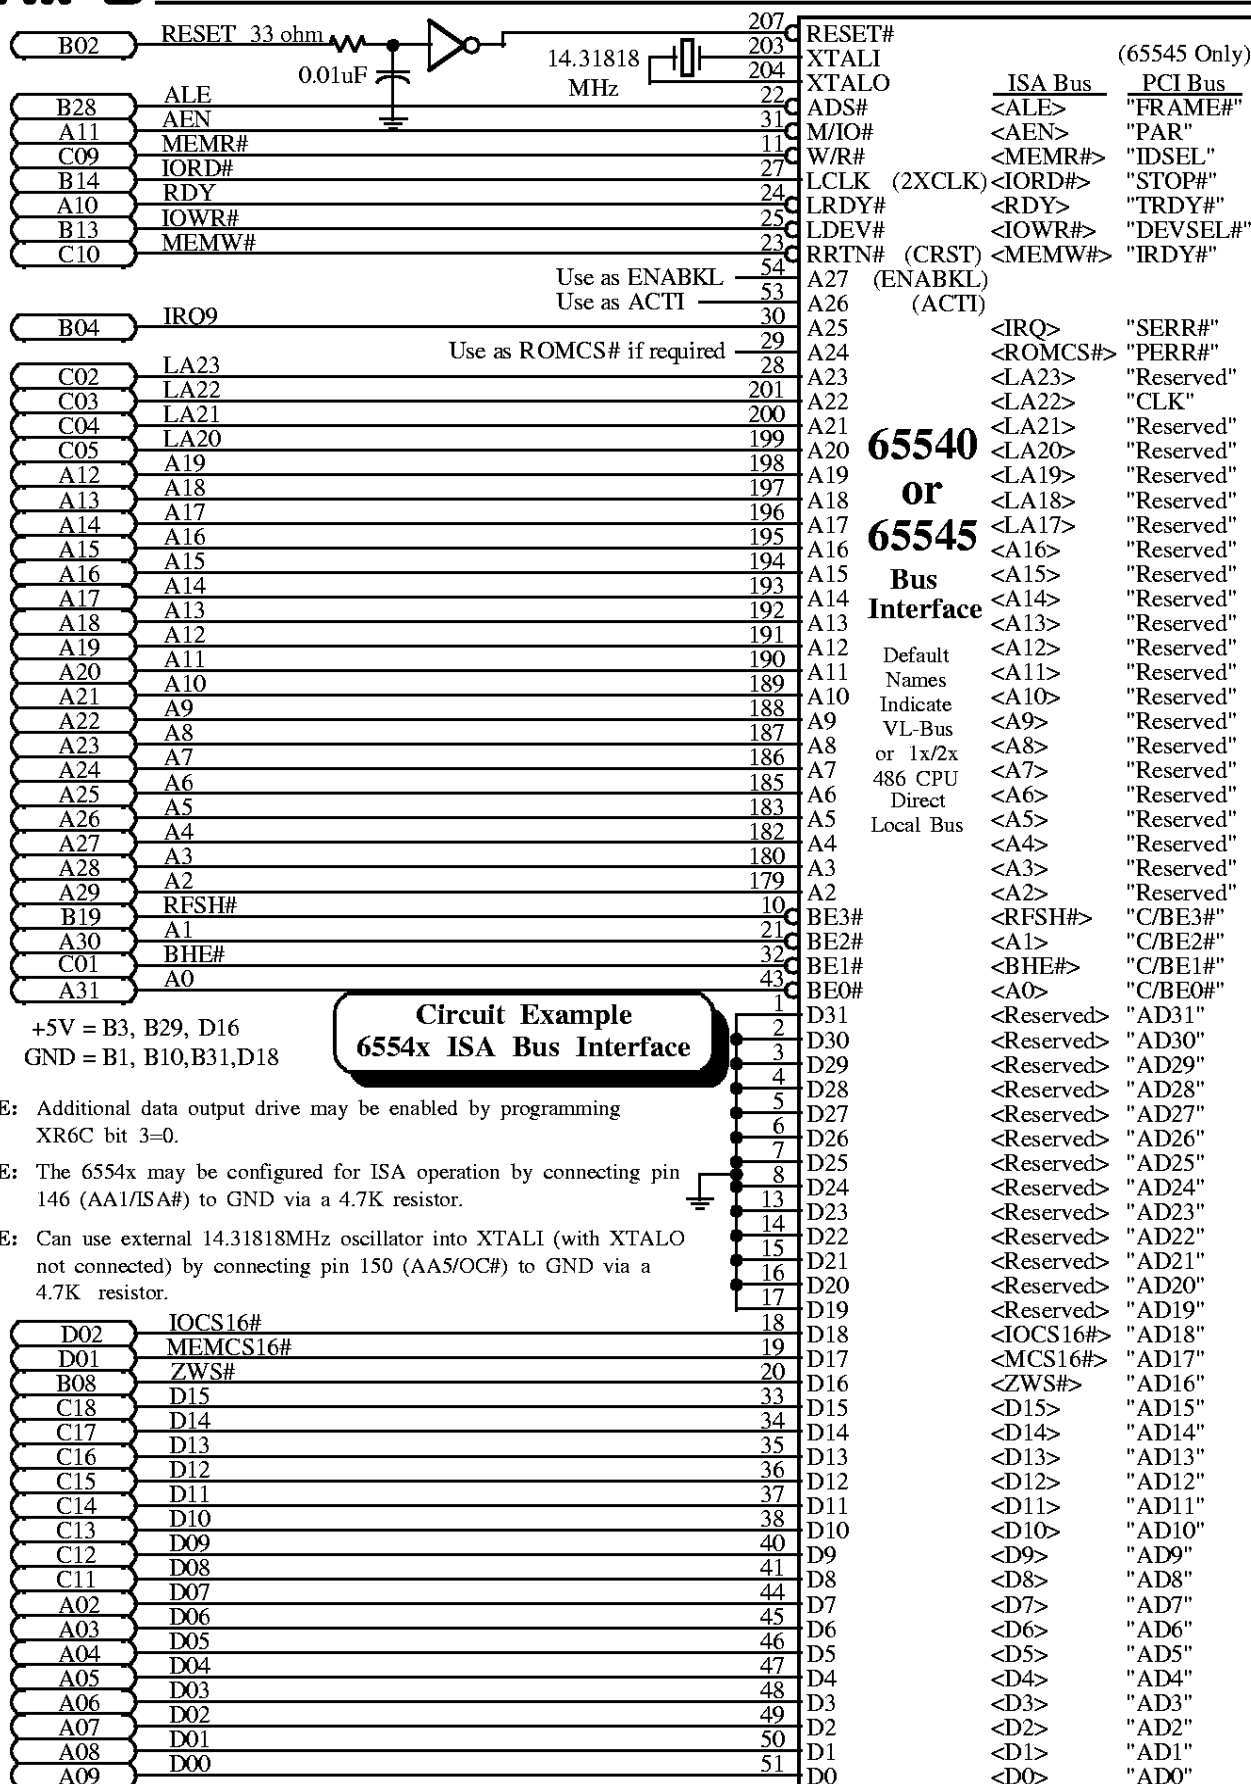 207 RESET#
B02 RESET 33 ohm 203 XTALI (65545 Only)
14.31818 204 XTALO
0.01uF MHz ISA Bus PCI Bus
B28 ALE 22 ADS# <ALE> "FRAME#"
A11 AEN 31 M/IO# <AEN> "PAR"
C09 MEMR# 11 W/R# <MEMR#> "IDSEL"
B14 IORD# 27 LCLK (2XCLK) <IORD#> "STOP#"
A10 RDY 24 LRDY# <RDY> "TRDY#"
B13 IOWR# 25 LDEV# <IOWR#> "DEVSEL#"
C10 MEMW# 23 RRTN# (CRST) <MEMW#> "IRDY#"
Use as ENABKL 54 A27 (ENABKL)
Use as ACTI 53 A26 (ACTI)
B04 IRQ9 30 A25 <IRQ> "SERR#"
Use as ROMCS# if required 29 A24 <ROMCS#> "PERR#"
C02 LA23 28 A23 <LA23> "Reserved"
C03 LA22 201 A22 <LA22> "CLK"
C04 LA21 200 A21 <LA21> "Reserved"
C05 LA20 199 A20 <LA20> "Reserved"
A12 A19 198 A19 <LA19> "Reserved"
A13 A18 197 A18 <LA18> "Reserved"
A14 A17 196 A17 <LA17> "Reserved"
A15 A16 195 A16 <A16> "Reserved"
A16 A15 194 A15 <A15> "Reserved"
A17 A14 193 A14 <A14> "Reserved"
A18 A13 192 A13 <A13> "Reserved"
A19 A12 191 A12 <A12> "Reserved"
A20 A11 190 A11 <A11> "Reserved"
A21 A10 189 A10 <A10> "Reserved"
A22 A9 188 A9 <A9> "Reserved"
A23 A8 187 A8 <A8> "Reserved"
A24 A7 186 A7 <A7> "Reserved"
A25 A6 185 A6 <A6> "Reserved"
A26 A5 183 A5 <A5> "Reserved"
A27 A4 182 A4 <A4> "Reserved"
A28 A3 180 A3 <A3> "Reserved"
A29 A2 179 A2 <A2> "Reserved"
B19 RFSH# 10 BE3# <RFSH#> "C/BE3#"
A30 A1 21 BE2# <A1> "C/BE2#"
C01 BHE# 32 BE1# <BHE#> "C/BE1#"
A31 A0 43 BE0# <A0> "C/BE0#"
65540
or
65545
Bus
Interface
Default
Names
Indicate
VL-Bus
or 1x/2x
486 CPU
Direct
Local Bus
+5V = B3, B29, D16
GND = B1, B10,B31,D18
Circuit Example
6554x ISA Bus Interface
1 D31 <Reserved> "AD31"
2 D30 <Reserved> "AD30"
3 D29 <Reserved> "AD29"
4 D28 <Reserved> "AD28"
5 D27 <Reserved> "AD27"
6 D26 <Reserved> "AD26"
7 D25 <Reserved> "AD25"
8 D24 <Reserved> "AD24"
13 D23 <Reserved> "AD23"
14 D22 <Reserved> "AD22"
15 D21 <Reserved> "AD21"
16 D20 <Reserved> "AD20"
17 D19 <Reserved> "AD19"
E: Additional data output drive may be enabled by programming
XR6C bit 3=0.
E: The 6554x may be configured for ISA operation by connecting pin
146 (AA1/ISA#) to GND via a 4.7K resistor.
E: Can use external 14.31818MHz oscillator into XTALI (with XTALO
not connected) by connecting pin 150 (AA5/OC#) to GND via a
4.7K resistor.
D02 IOCS16# 18 D18 <IOCS16#> "AD18"
D01 MEMCS16# 19 D17 <MCS16#> "AD17"
B08 ZWS# 20 D16 <ZWS#> "AD16"
C18 D15 33 D15 <D15> "AD15"
C17 D14 34 D14 <D14> "AD14"
C16 D13 35 D13 <D13> "AD13"
C15 D12 36 D12 <D12> "AD12"
C14 D11 37 D11 <D11> "AD11"
C13 D10 38 D10 <D10> "AD10"
C12 D09 40 D9 <D9> "AD9"
C11 D08 41 D8 <D8> "AD8"
A02 D07 44 D7 <D7> "AD7"
A03 D06 45 D6 <D6> "AD6"
A04 D05 46 D5 <D5> "AD5"
A05 D04 47 D4 <D4> "AD4"
A06 D03 48 D3 <D3> "AD3"
A07 D02 49 D2 <D2> "AD2"
A08 D01 50 D1 <D1> "AD1"
A09 D00 51 D0 <D0> "AD0"